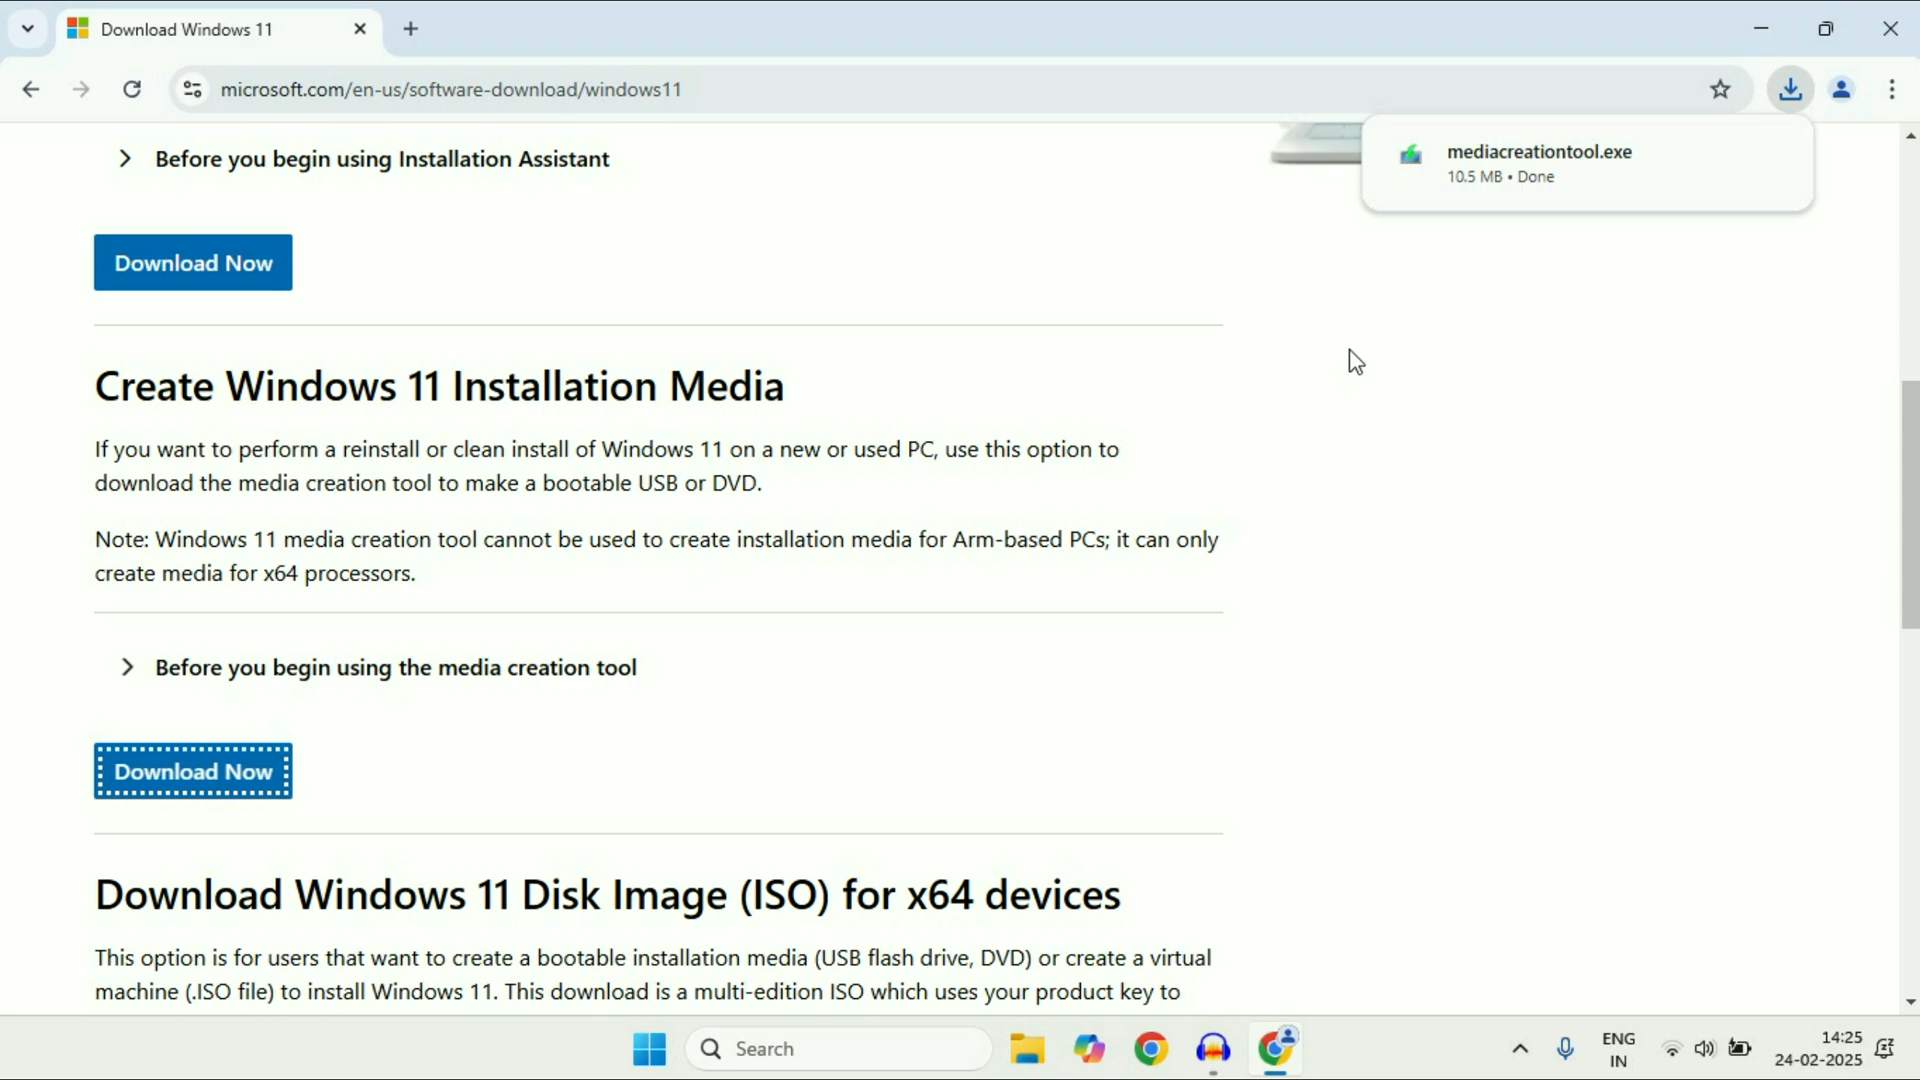 Download Windows 11
microsoft.com/en-us/software-download/windows11
mediacreationtool.exe
10.5 MB • Done
Before you begin using Installation Assistant
Download Now
Create Windows 11 Installation Media
If you want to perform a reinstall or clean install of Windows 11 on a new or used PC, use this option to
download the media creation tool to make a bootable USB or DVD.
Note: Windows 11 media creation tool cannot be used to create installation media for Arm-based PCs; it can only
create media for x64 processors.
Before you begin using the media creation tool
Download Now
Download Windows 11 Disk Image (ISO) for x64 devices
This option is for users that want to create a bootable installation media (USB flash drive, DVD) or create a virtual
machine (.ISO file) to install Windows 11. This download is a multi-edition ISO which uses your product key to
Search
ENG
IN
14:25
24-02-2025